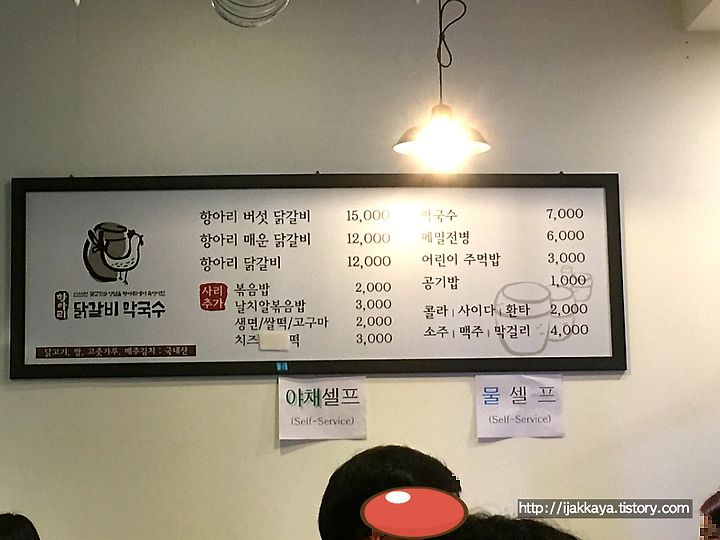 항아리
닭갈비 막국수
닭고기, 쌀, 고춧가루, 배추김치 : 국내산
항아리 버섯 닭갈비 15,000
항아리 매운 닭갈비 12,000
항아리 닭갈비 12,000
사리
추가
볶음밥 2,000
날치알볶음밥 3,000
생면/쌀떡/고구마 2,000
치즈 떡 3,000
막국수 7,000
메밀전병 6,000
어린이 주먹밥 3,000
공기밥 1,000
콜라 | 사이다 | 환타 2,000
소주 | 맥주 | 막걸리 4,000
야채셀프
(Self-Service)
물 셀 프
(Self-Service)
http://ijakkaya.tistory.com